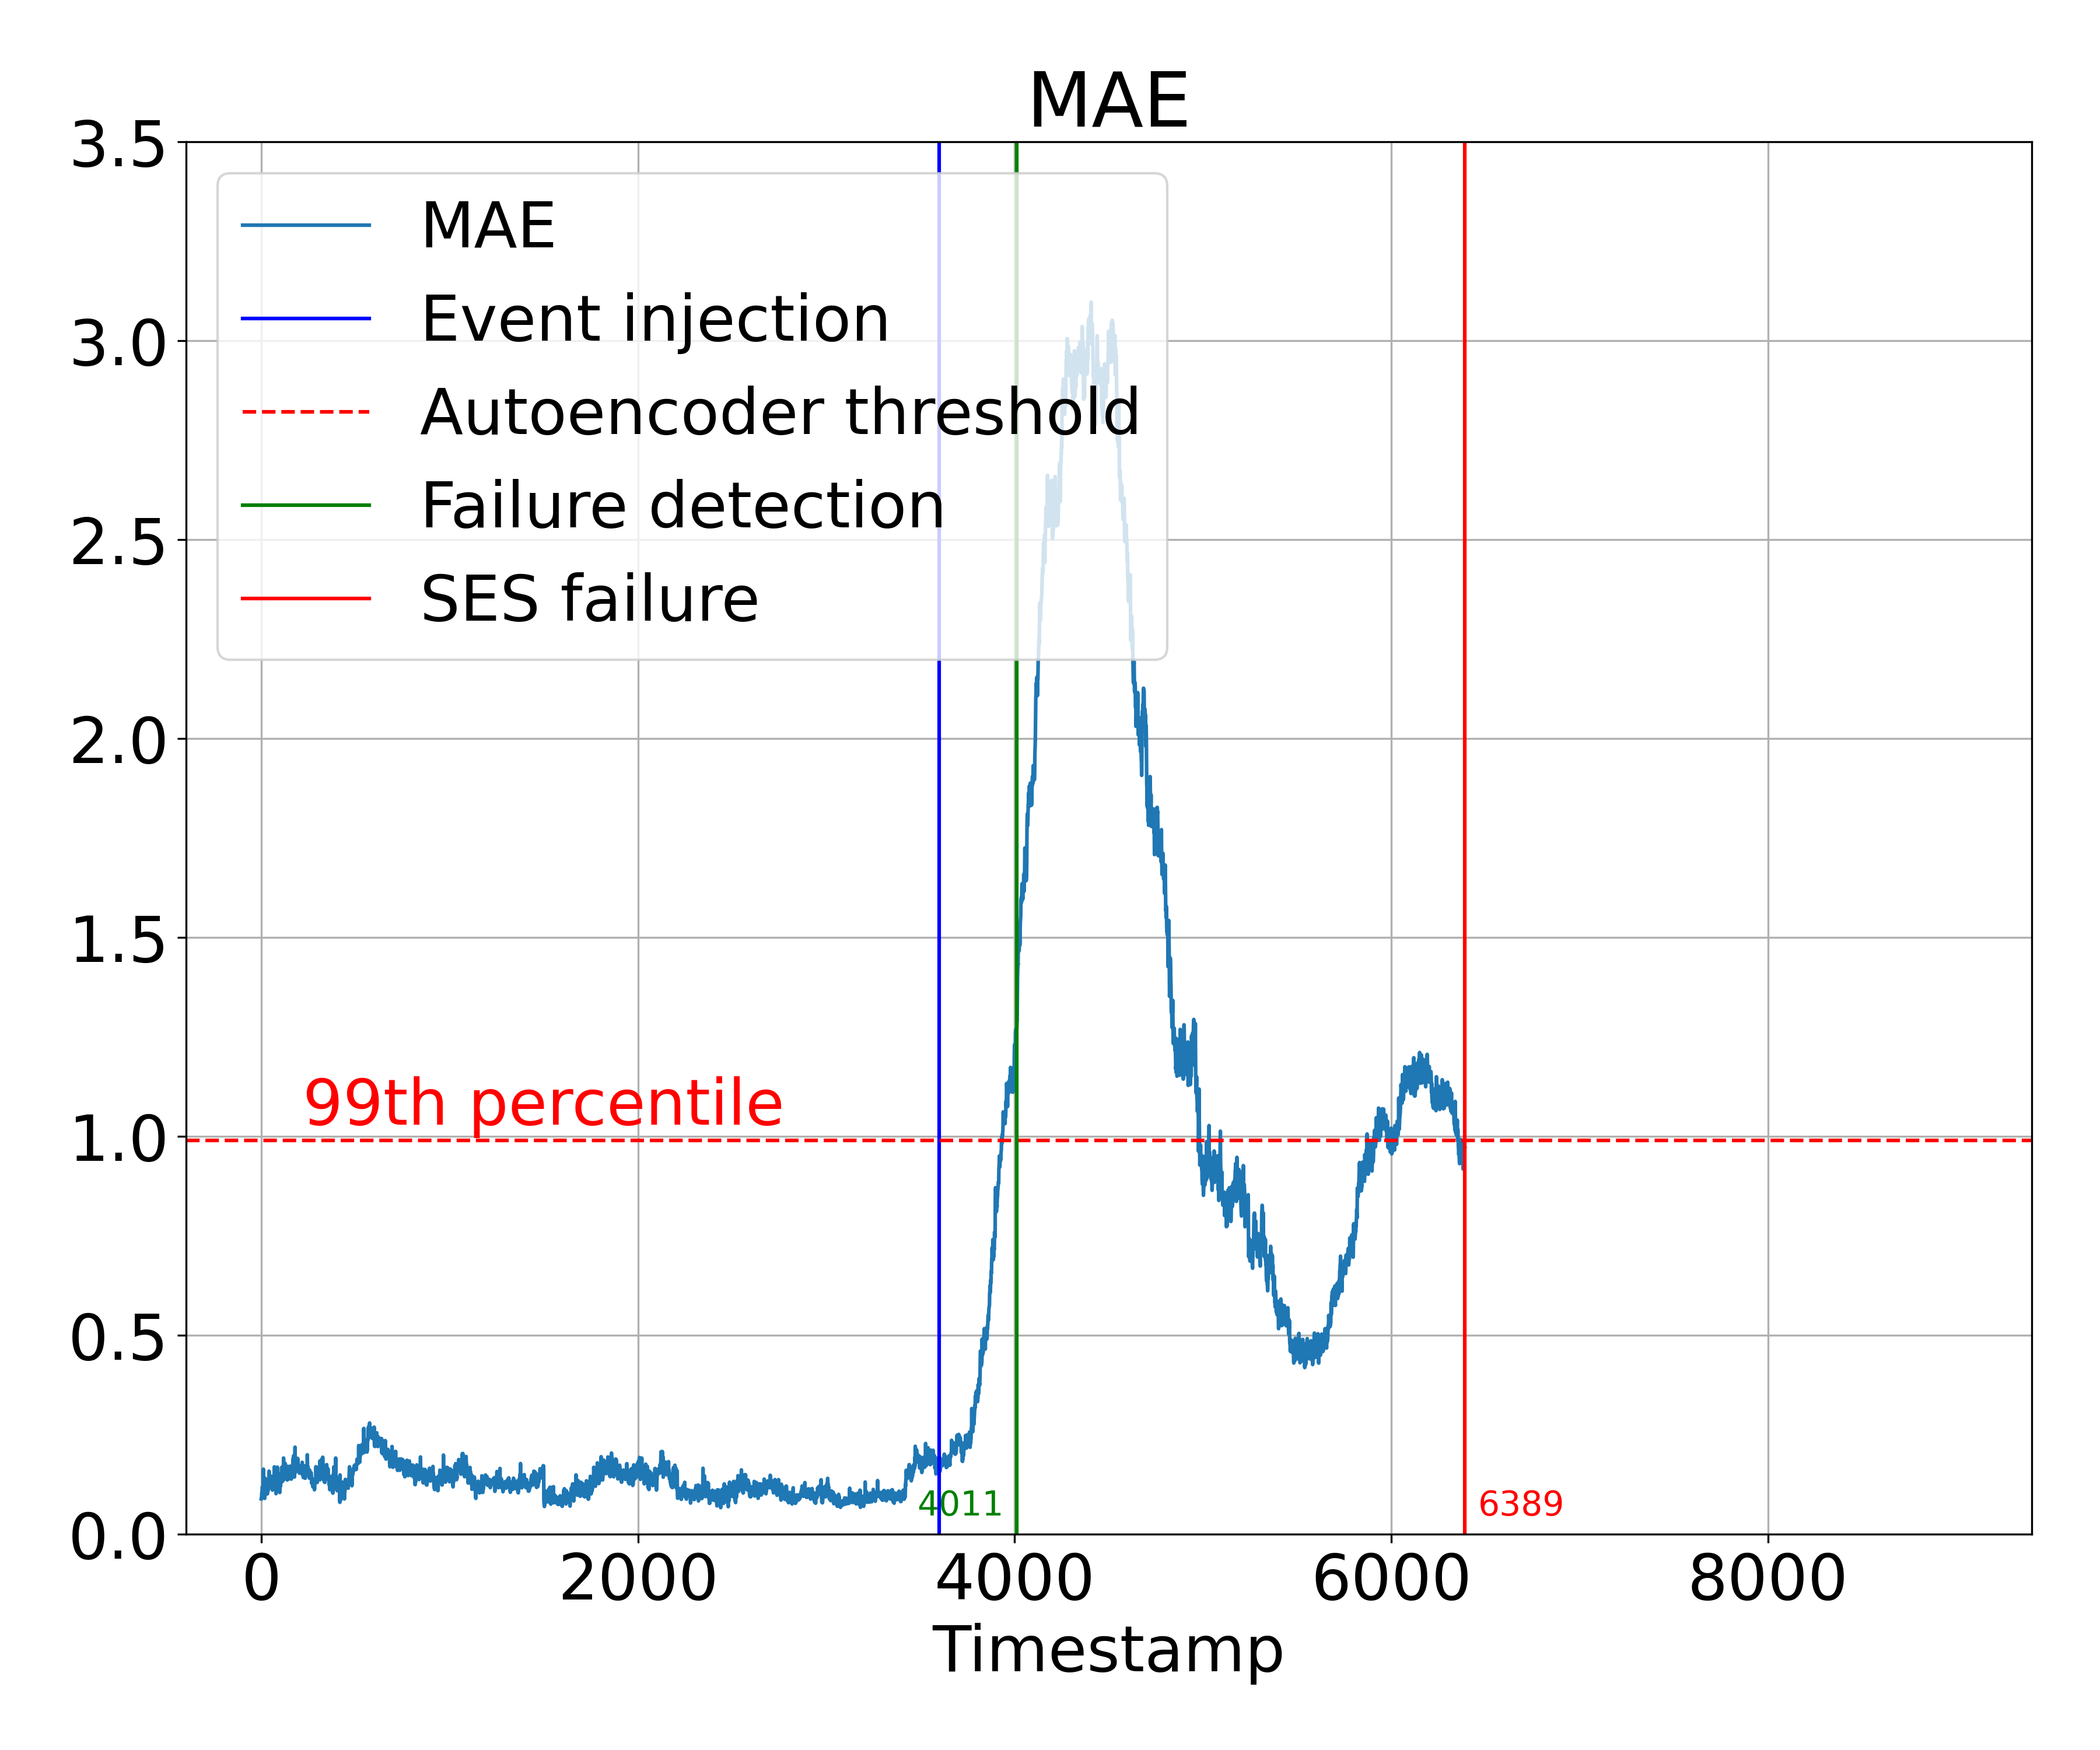 MAE
3.5
3.0
2.5
2.0
1.5
1.0
0.5
0.0
MAE
Event injection
Autoencoder threshold
Failure detection
SES failure
99th percentile
4011
6389
0
2000
4000
6000
8000
Timestamp